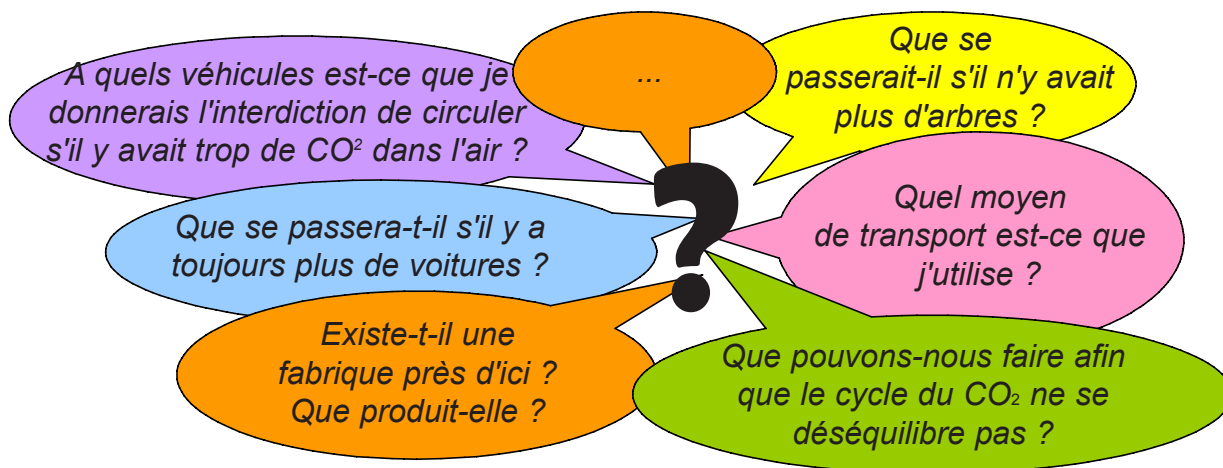 A quels véhicules est-ce que je
donnerais l'interdiction de circuler
s'il y avait trop de CO² dans l'air ?
...
Que se
passerait-il s'il n'y avait
plus d'arbres ?
Que se passera-t-il s'il y a
toujours plus de voitures ?
?
Quel moyen
de transport est-ce que
j'utilise ?
Existe-t-il une
fabrique près d'ici ?
Que produit-elle ?
Que pouvons-nous faire afin
que le cycle du CO₂ ne se
déséquilibre pas ?